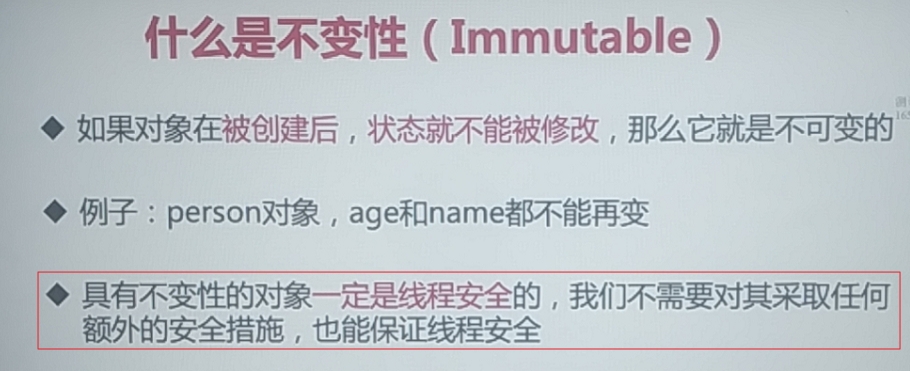 什么是不变性（Immutable）
◆ 如果对象在被创建后，状态就不能被修改，那么它就是不可变的
◆ 例子：person对象，age和name都不能再变
◆ 具有不变性的对象一定是线程安全的，我们不需要对其采取任何
额外的安全措施，也能保证线程安全